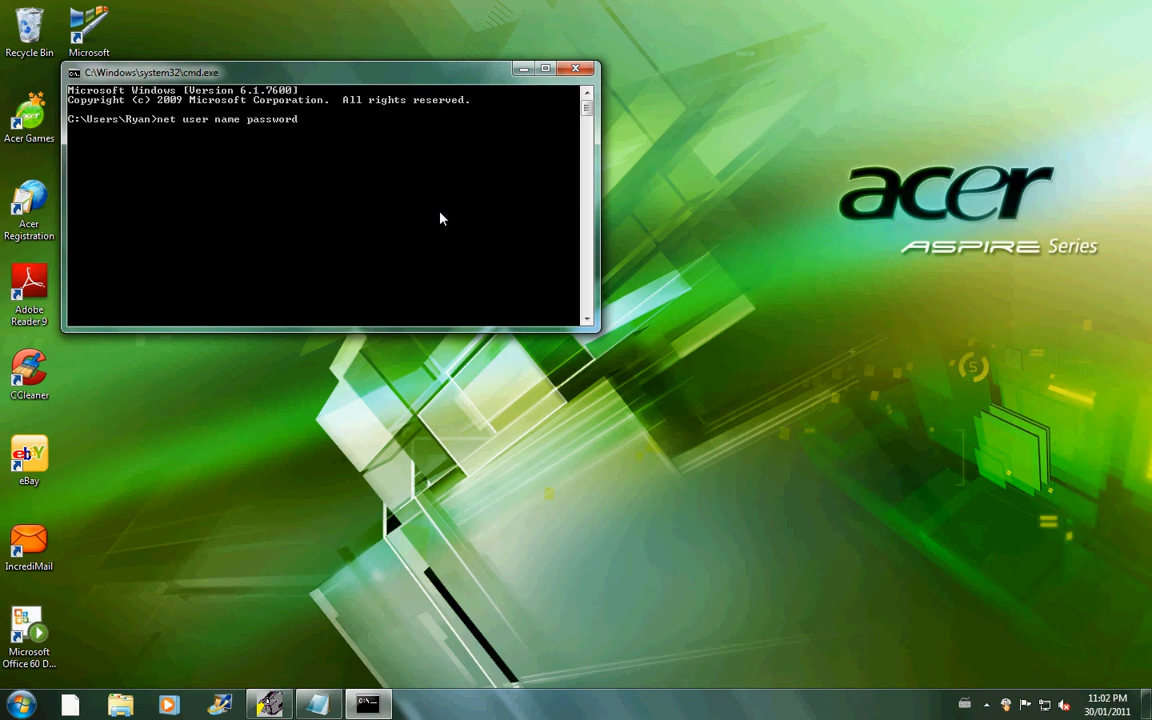 Recycle Bin
Microsoft
C:\Windows\system32\cmd.exe
Microsoft Windows [Version 6.1.7600]
Copyright (c) 2009 Microsoft Corporation.  All rights reserved.
C:\Users\Ryan>net user name password
Acer Games
acer
ASPIRE Series
Acer
Registration
Adobe
Reader 9
CCleaner
5
ebY
eBay
IncrediMail
Microsoft
Office 60 D...
C:\_
11:02 PM
30/01/2011